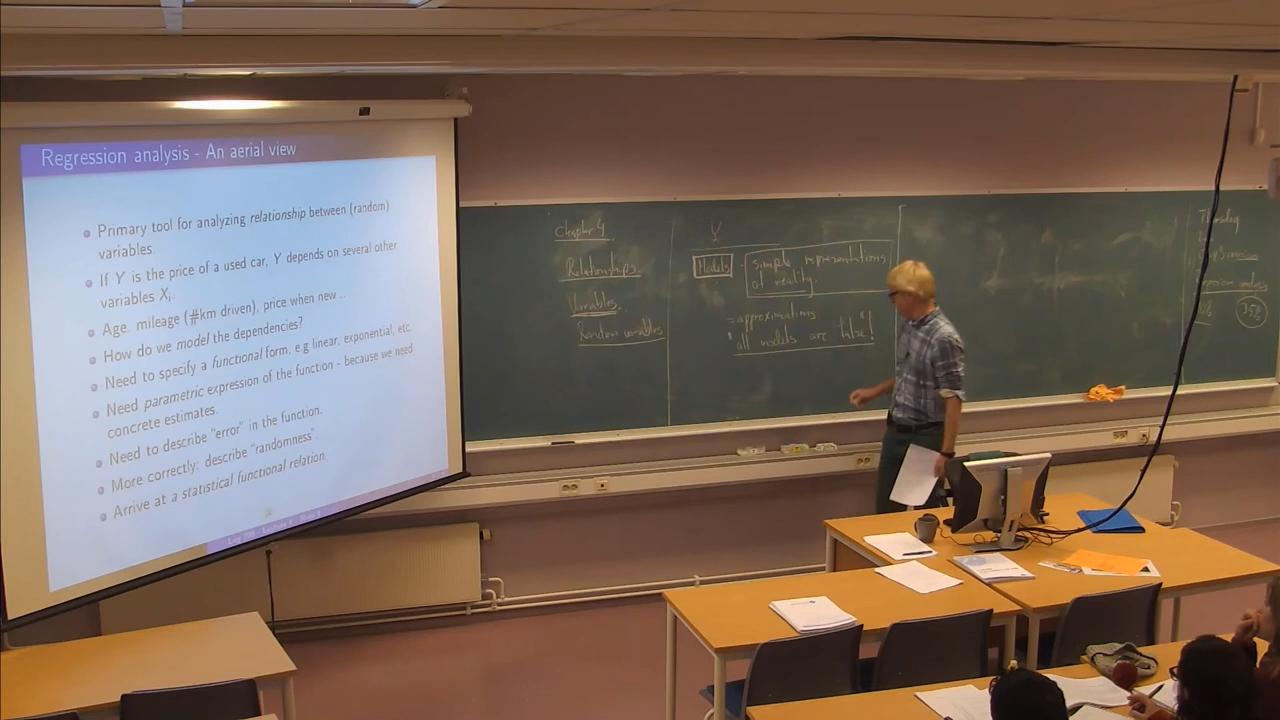 Regression analysis - An aerial view
Primary tool for analyzing relationship between (random)
variables.
If Y is the price of a used car, Y depends on several other
variables Xi.
Age, mileage (#km driven), price when new ..
How do we model the dependencies?
Need to specify a functional form, e.g linear, exponential, etc.
Need parametric expression of the function - because we need
concrete estimates.
Need to describe "error" in the function.
More correctly: describe "randomness"
Arrive at a statistical functional relation.
Chapter 4
Relationships.
Variables.
Random variables
Y
Models
simple representations
of reality.
= approximations
"all models are false"!
Thursday
35%